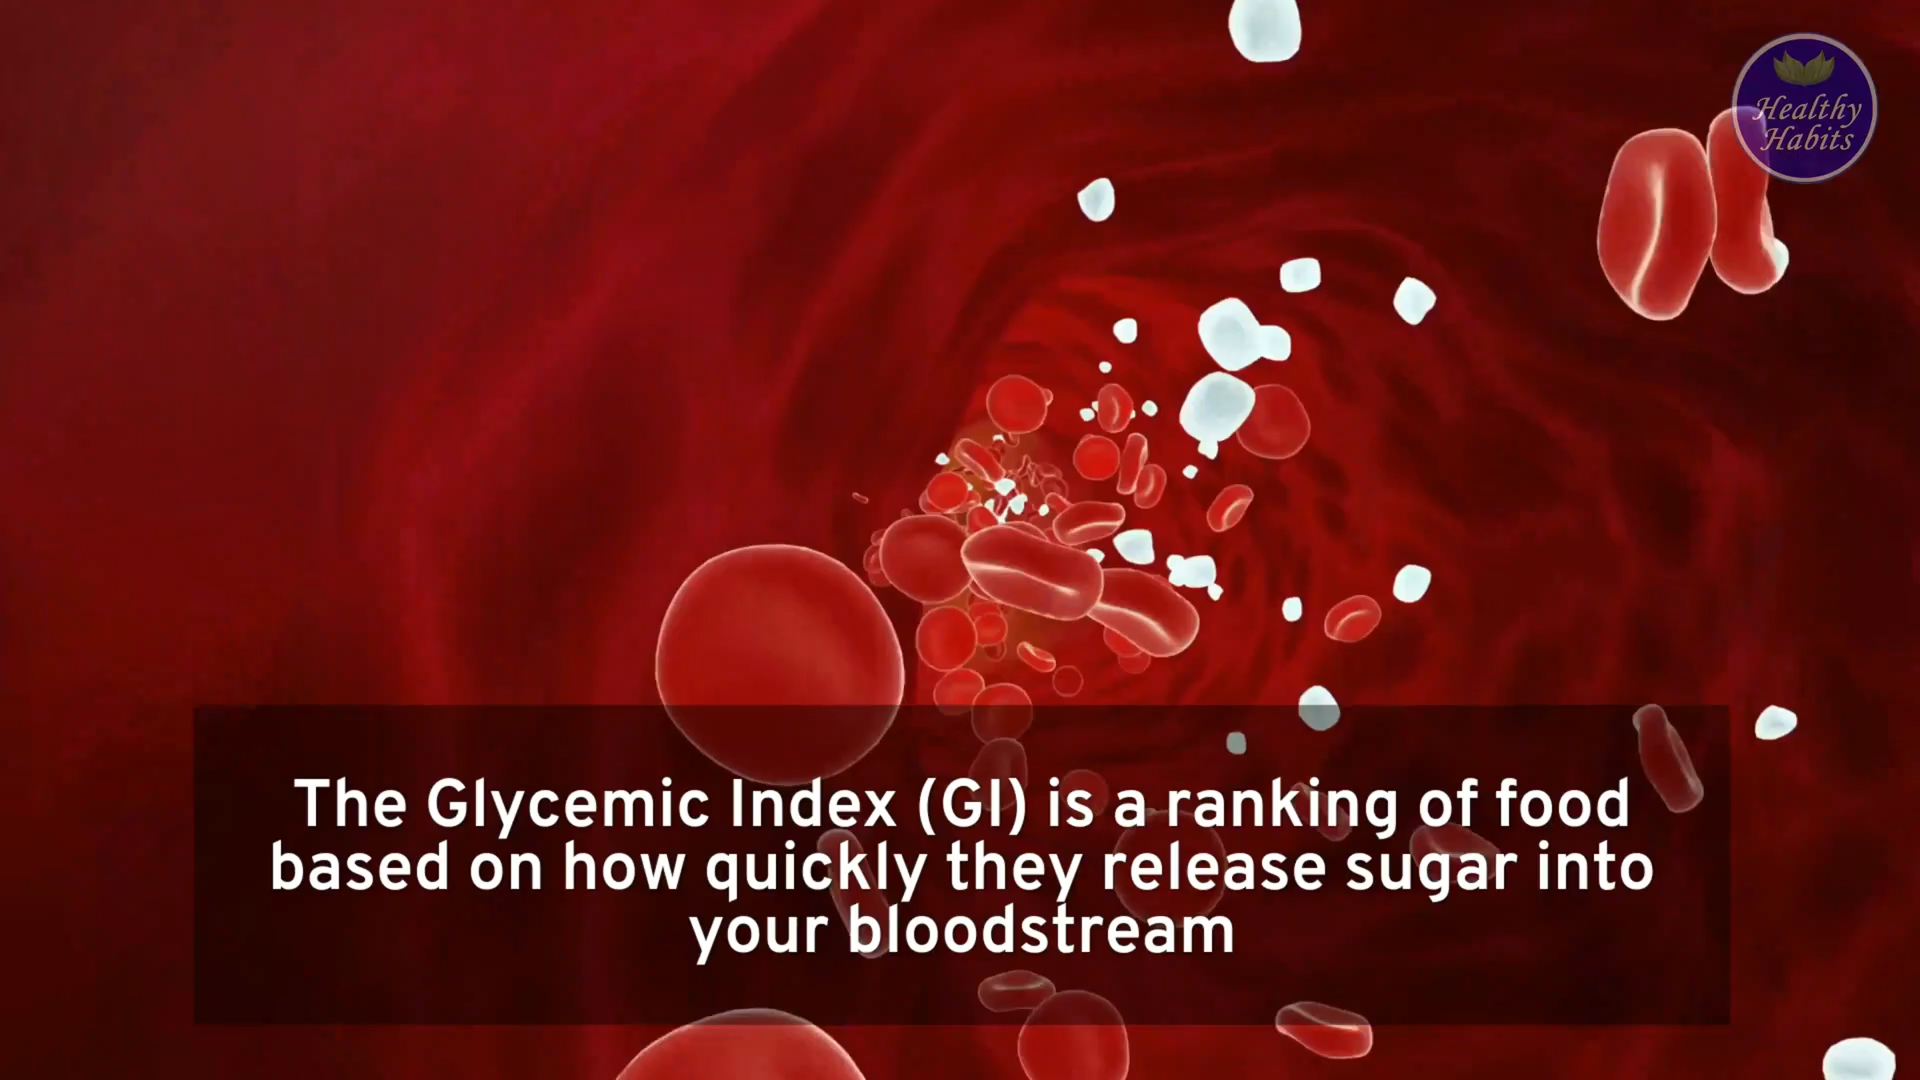 Healthy
Habits
The Glycemic Index (GI) is a ranking of food
based on how quickly they release sugar into
your bloodstream